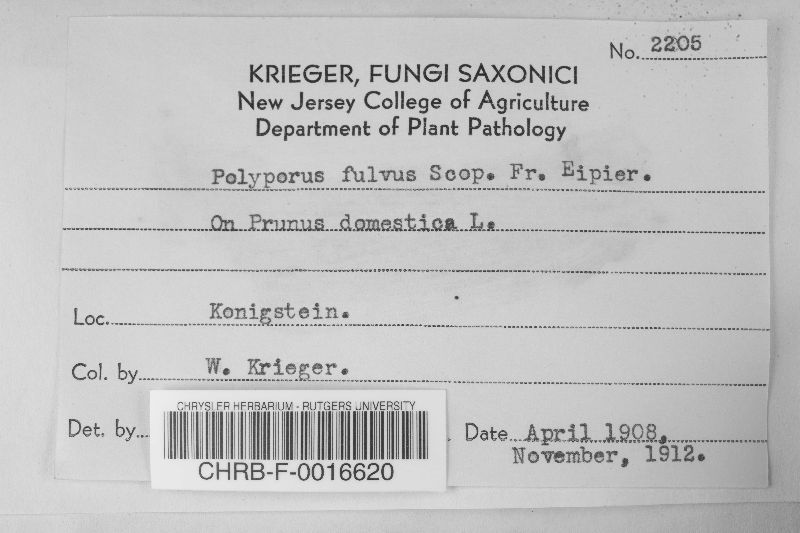 No. 2205
KRIEGER, FUNGI SAXONICI
New Jersey College of Agriculture
Department of Plant Pathology
Polyporus fulvus Scop. Fr. Eipier.
On Prunus domestica L.
Loc. Konigstein.
Col. by W. Krieger.
Det. by
CHRYSLER HERBARIUM - RUTGERS UNIVERSITY
CHRB-F-0016620
Date April 1908,
November, 1912.